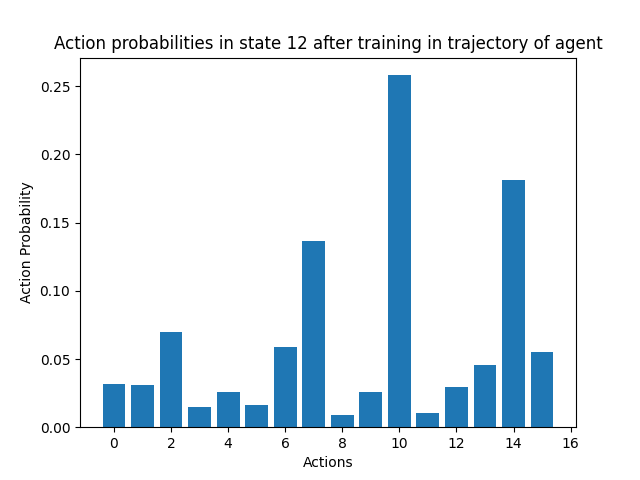 Action probabilities in state 12 after training in trajectory of agent
0.25
0.20
0.15
0.10
0.05
0.00
Action Probability
0 2 4 6 8 10 12 14 16
Actions